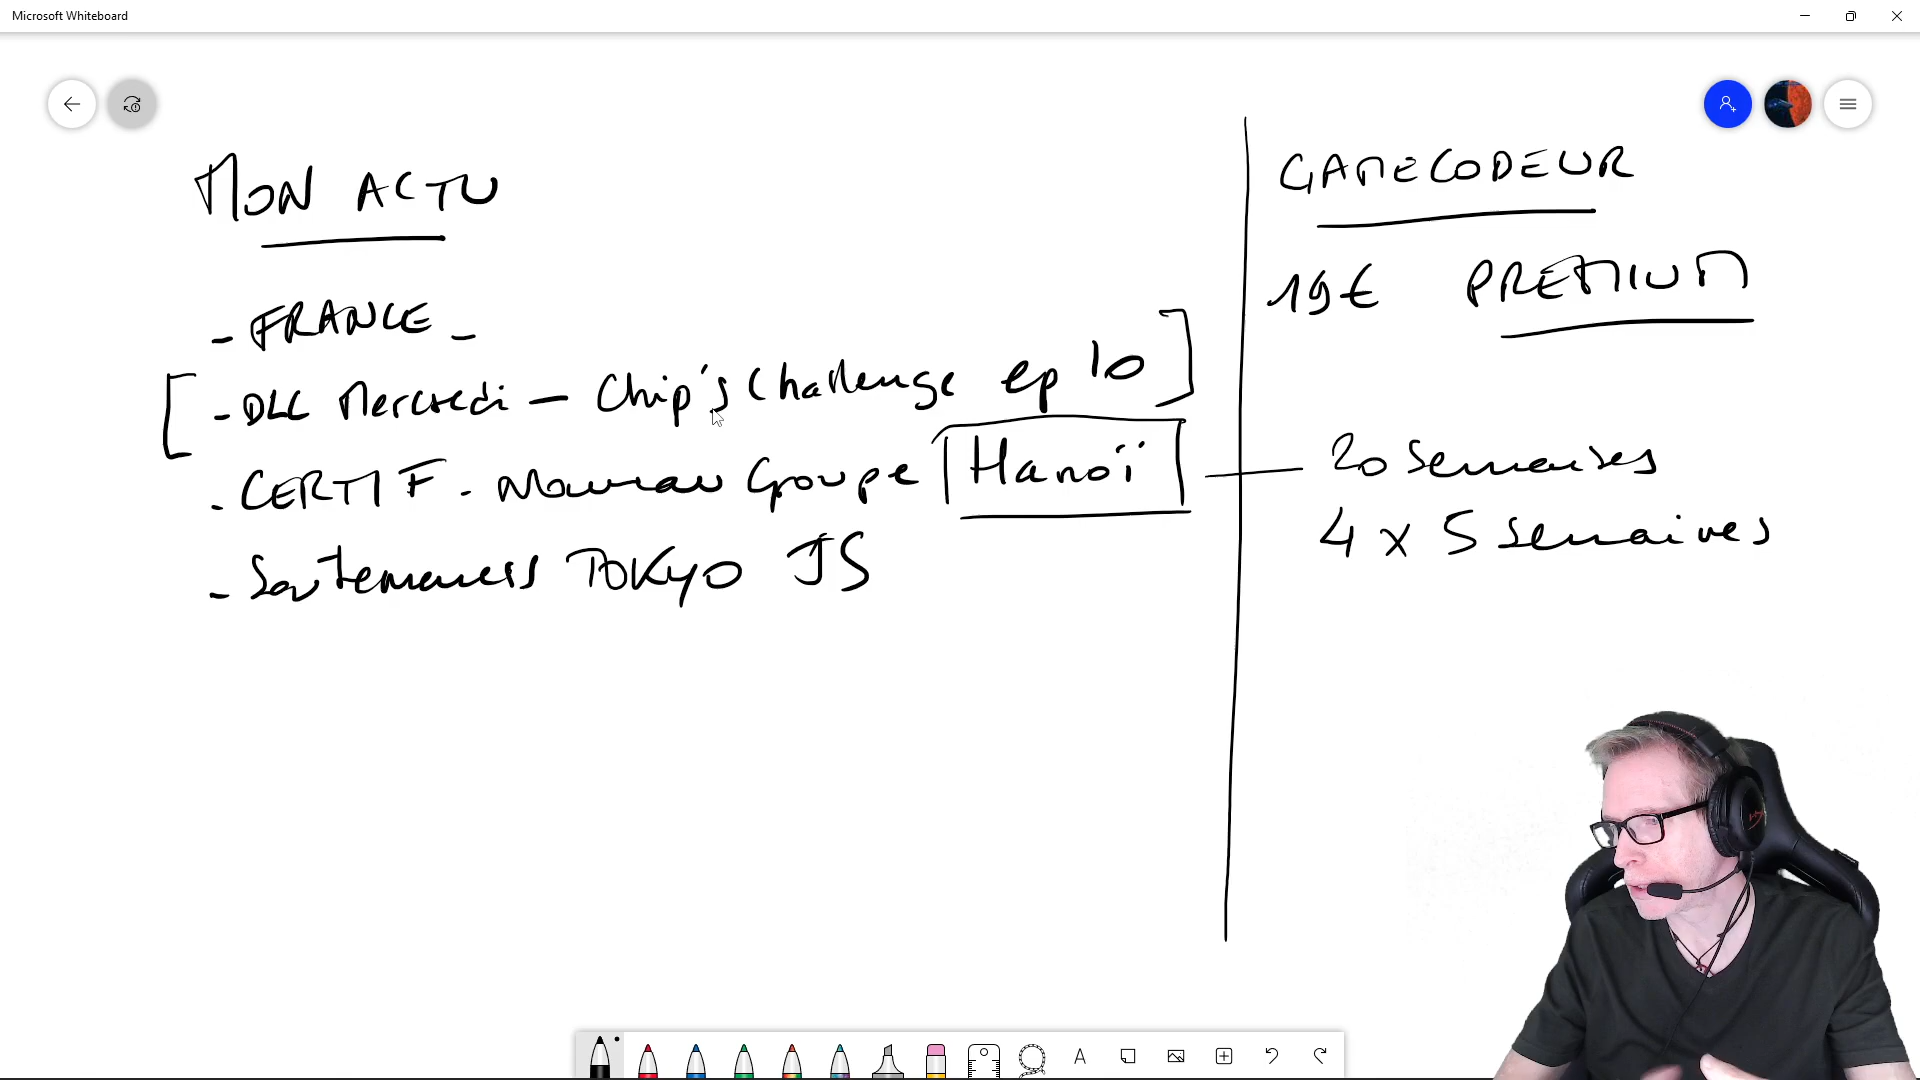 Microsoft Whiteboard
MON ACTU
- FRANCE -
[- DLC Mercredi - Chip's Challenge ep 10]
- CERTIF - Nouveau Groupe Hanoï
- Soutenances TOKYO JS
GAMECODEUR
19€ PREMIUM
20 Semaines
4 x 5 semaines
A